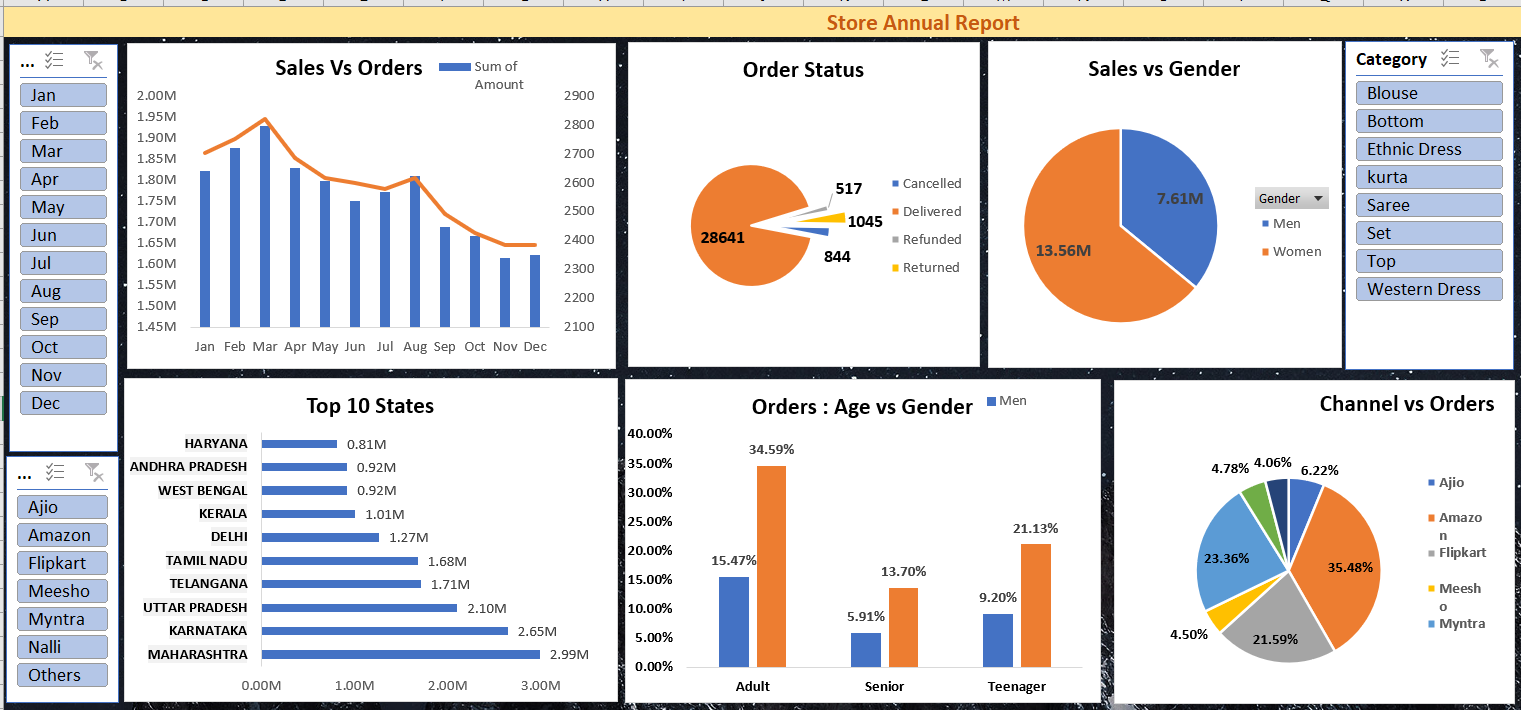 Store Annual Report
...
Jan
Feb
Mar
Apr
May
Jun
Jul
Aug
Sep
Oct
Nov
Dec
...
Ajio
Amazon
Flipkart
Meesho
Myntra
Nalli
Others
Sales Vs Orders
Sum of
Amount
2.00M
1.95M
1.90M
1.85M
1.80M
1.75M
1.70M
1.65M
1.60M
1.55M
1.50M
1.45M
2900
2800
2700
2600
2500
2400
2300
2200
2100
Jan Feb Mar Apr May Jun Jul Aug Sep Oct Nov Dec
Order Status
517
1045
844
28641
Cancelled
Delivered
Refunded
Returned
Sales vs Gender
7.61M
13.56M
Gender
Men
Women
Category
Blouse
Bottom
Ethnic Dress
kurta
Saree
Set
Top
Western Dress
Top 10 States
HARYANA 0.81M
ANDHRA PRADESH 0.92M
WEST BENGAL 0.92M
KERALA 1.01M
DELHI 1.27M
TAMIL NADU 1.68M
TELANGANA 1.71M
UTTAR PRADESH 2.10M
KARNATAKA 2.65M
MAHARASHTRA 2.99M
0.00M 1.00M 2.00M 3.00M
Orders : Age vs Gender
Men
40.00%
35.00%
30.00%
25.00%
20.00%
15.00%
10.00%
5.00%
0.00%
15.47%
34.59%
5.91%
13.70%
9.20%
21.13%
Adult Senior Teenager
Channel vs Orders
4.78% 4.06% 6.22%
35.48%
23.36%
4.50%
21.59%
Ajio
Amazo
n
Flipkart
Meesh
o
Myntra